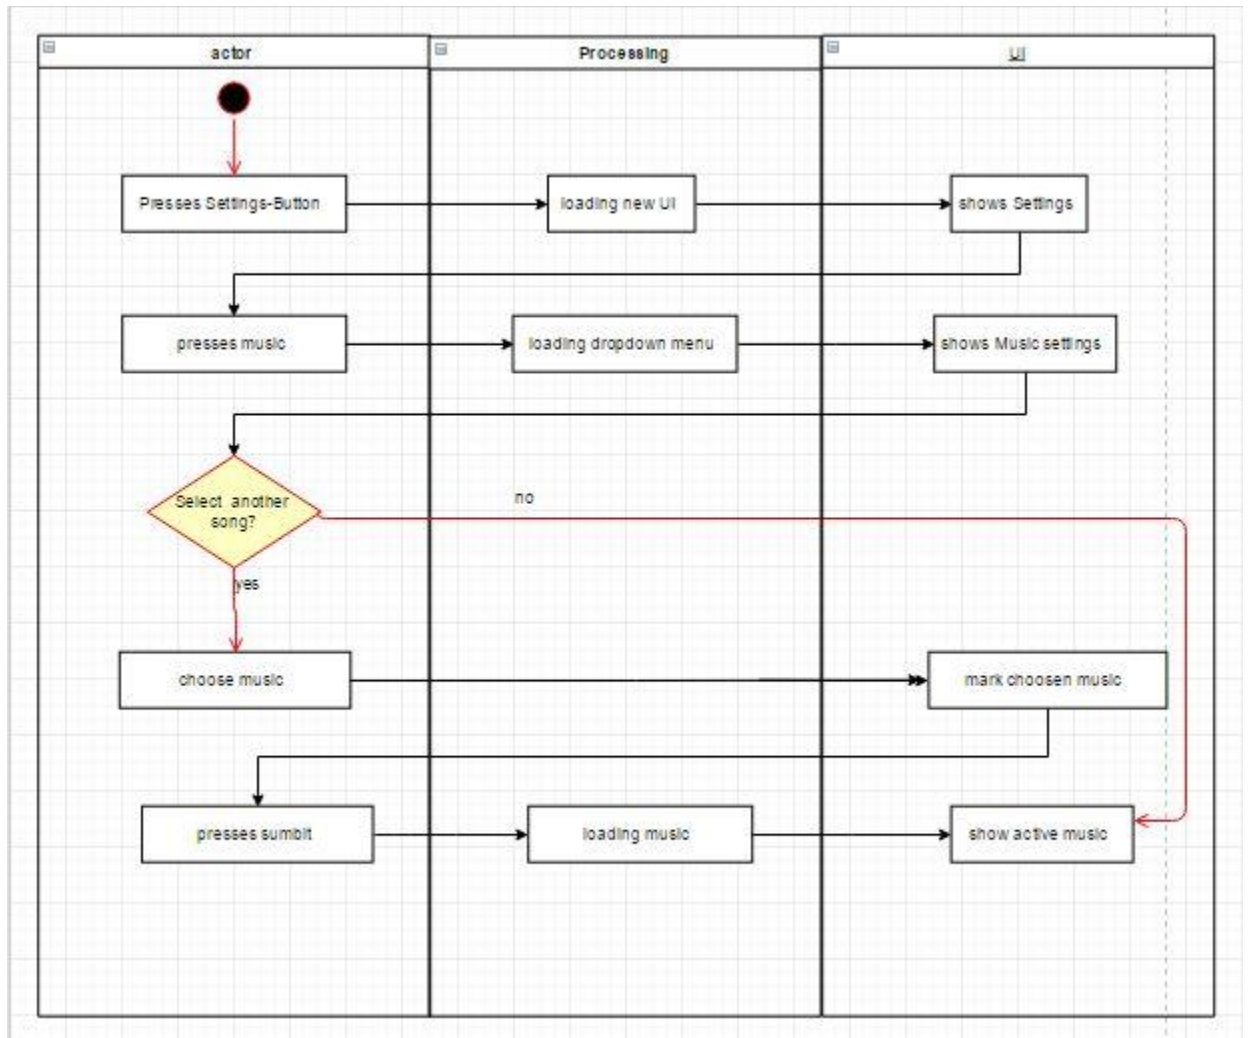 actor
Processing
UI
Presses Settings-Button
loading new UI
shows Settings
presses music
loading dropdown menu
shows Music settings
Select another
song?
no
yes
choose music
mark choosen music
presses sumbit
loading music
show active music